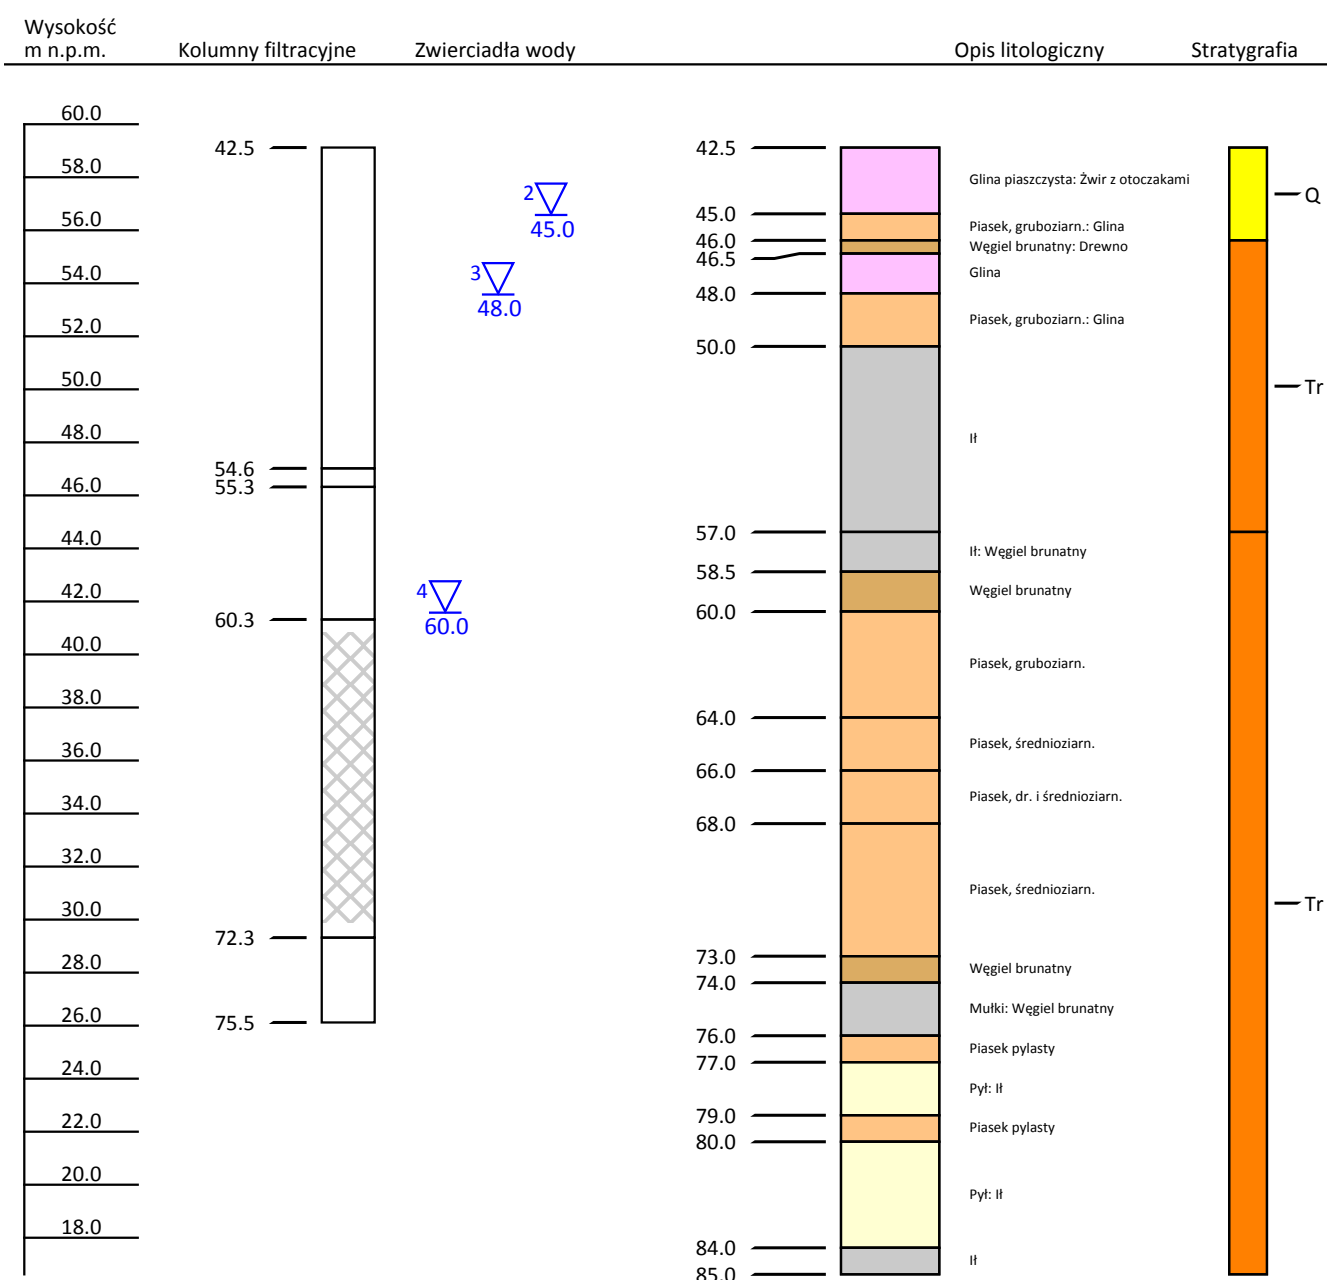 Wysokość
m n.p.m.
Kolumny filtracyjne
Zwierciadła wody
Opis litologiczny
Stratygrafia
60.0
58.0
56.0
54.0
52.0
50.0
48.0
46.0
44.0
42.0
40.0
38.0
36.0
34.0
32.0
30.0
28.0
26.0
24.0
22.0
20.0
18.0
42.5
54.6
55.3
60.3
72.3
75.5
2
45.0
3
48.0
4
60.0
42.5
45.0
46.0
46.5
48.0
50.0
57.0
58.5
60.0
64.0
66.0
68.0
73.0
74.0
76.0
77.0
79.0
80.0
84.0
85.0
Glina piaszczysta: Żwir z otoczakami
Piasek, gruboziarn.: Glina
Węgiel brunatny: Drewno
Glina
Piasek, gruboziarn.: Glina
Ił
Ił: Węgiel brunatny
Węgiel brunatny
Piasek, gruboziarn.
Piasek, średnioziarn.
Piasek, dr. i średnioziarn.
Piasek, średnioziarn.
Węgiel brunatny
Mułki: Węgiel brunatny
Piasek pylasty
Pył: Ił
Piasek pylasty
Pył: Ił
Ił
Q
Tr
Tr